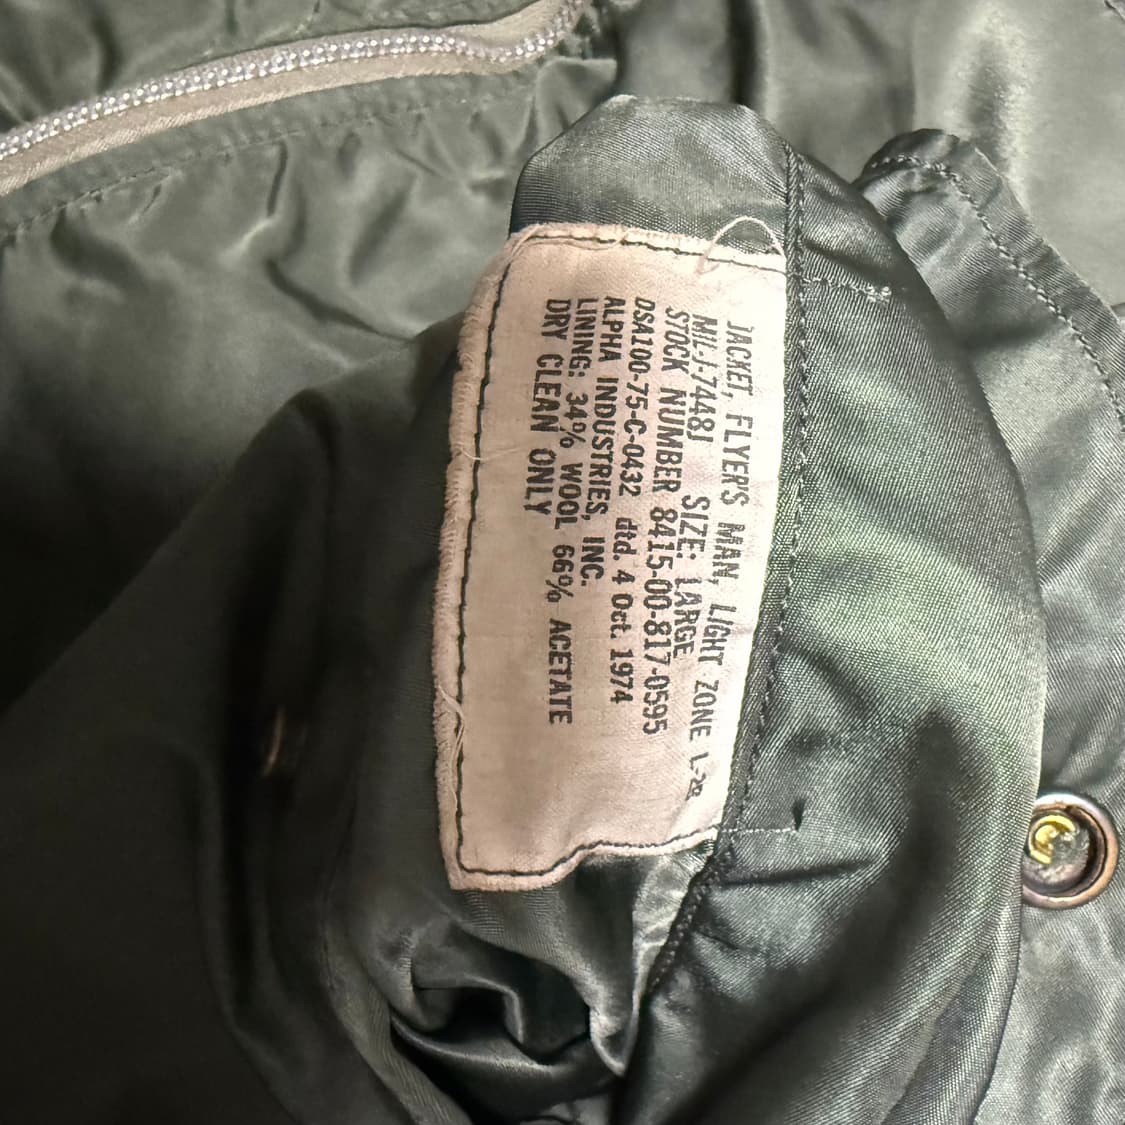 JACKET, FLYER'S MAN, LIGHT ZONE L-2B
MIL-J-7448J SIZE: LARGE
STOCK NUMBER 8415-00-817-0595
DSA100-75-C-0432 dtd. 4 Oct. 1974
ALPHA INDUSTRIES, INC.
LINING: 34% WOOL 66% ACETATE
DRY CLEAN ONLY